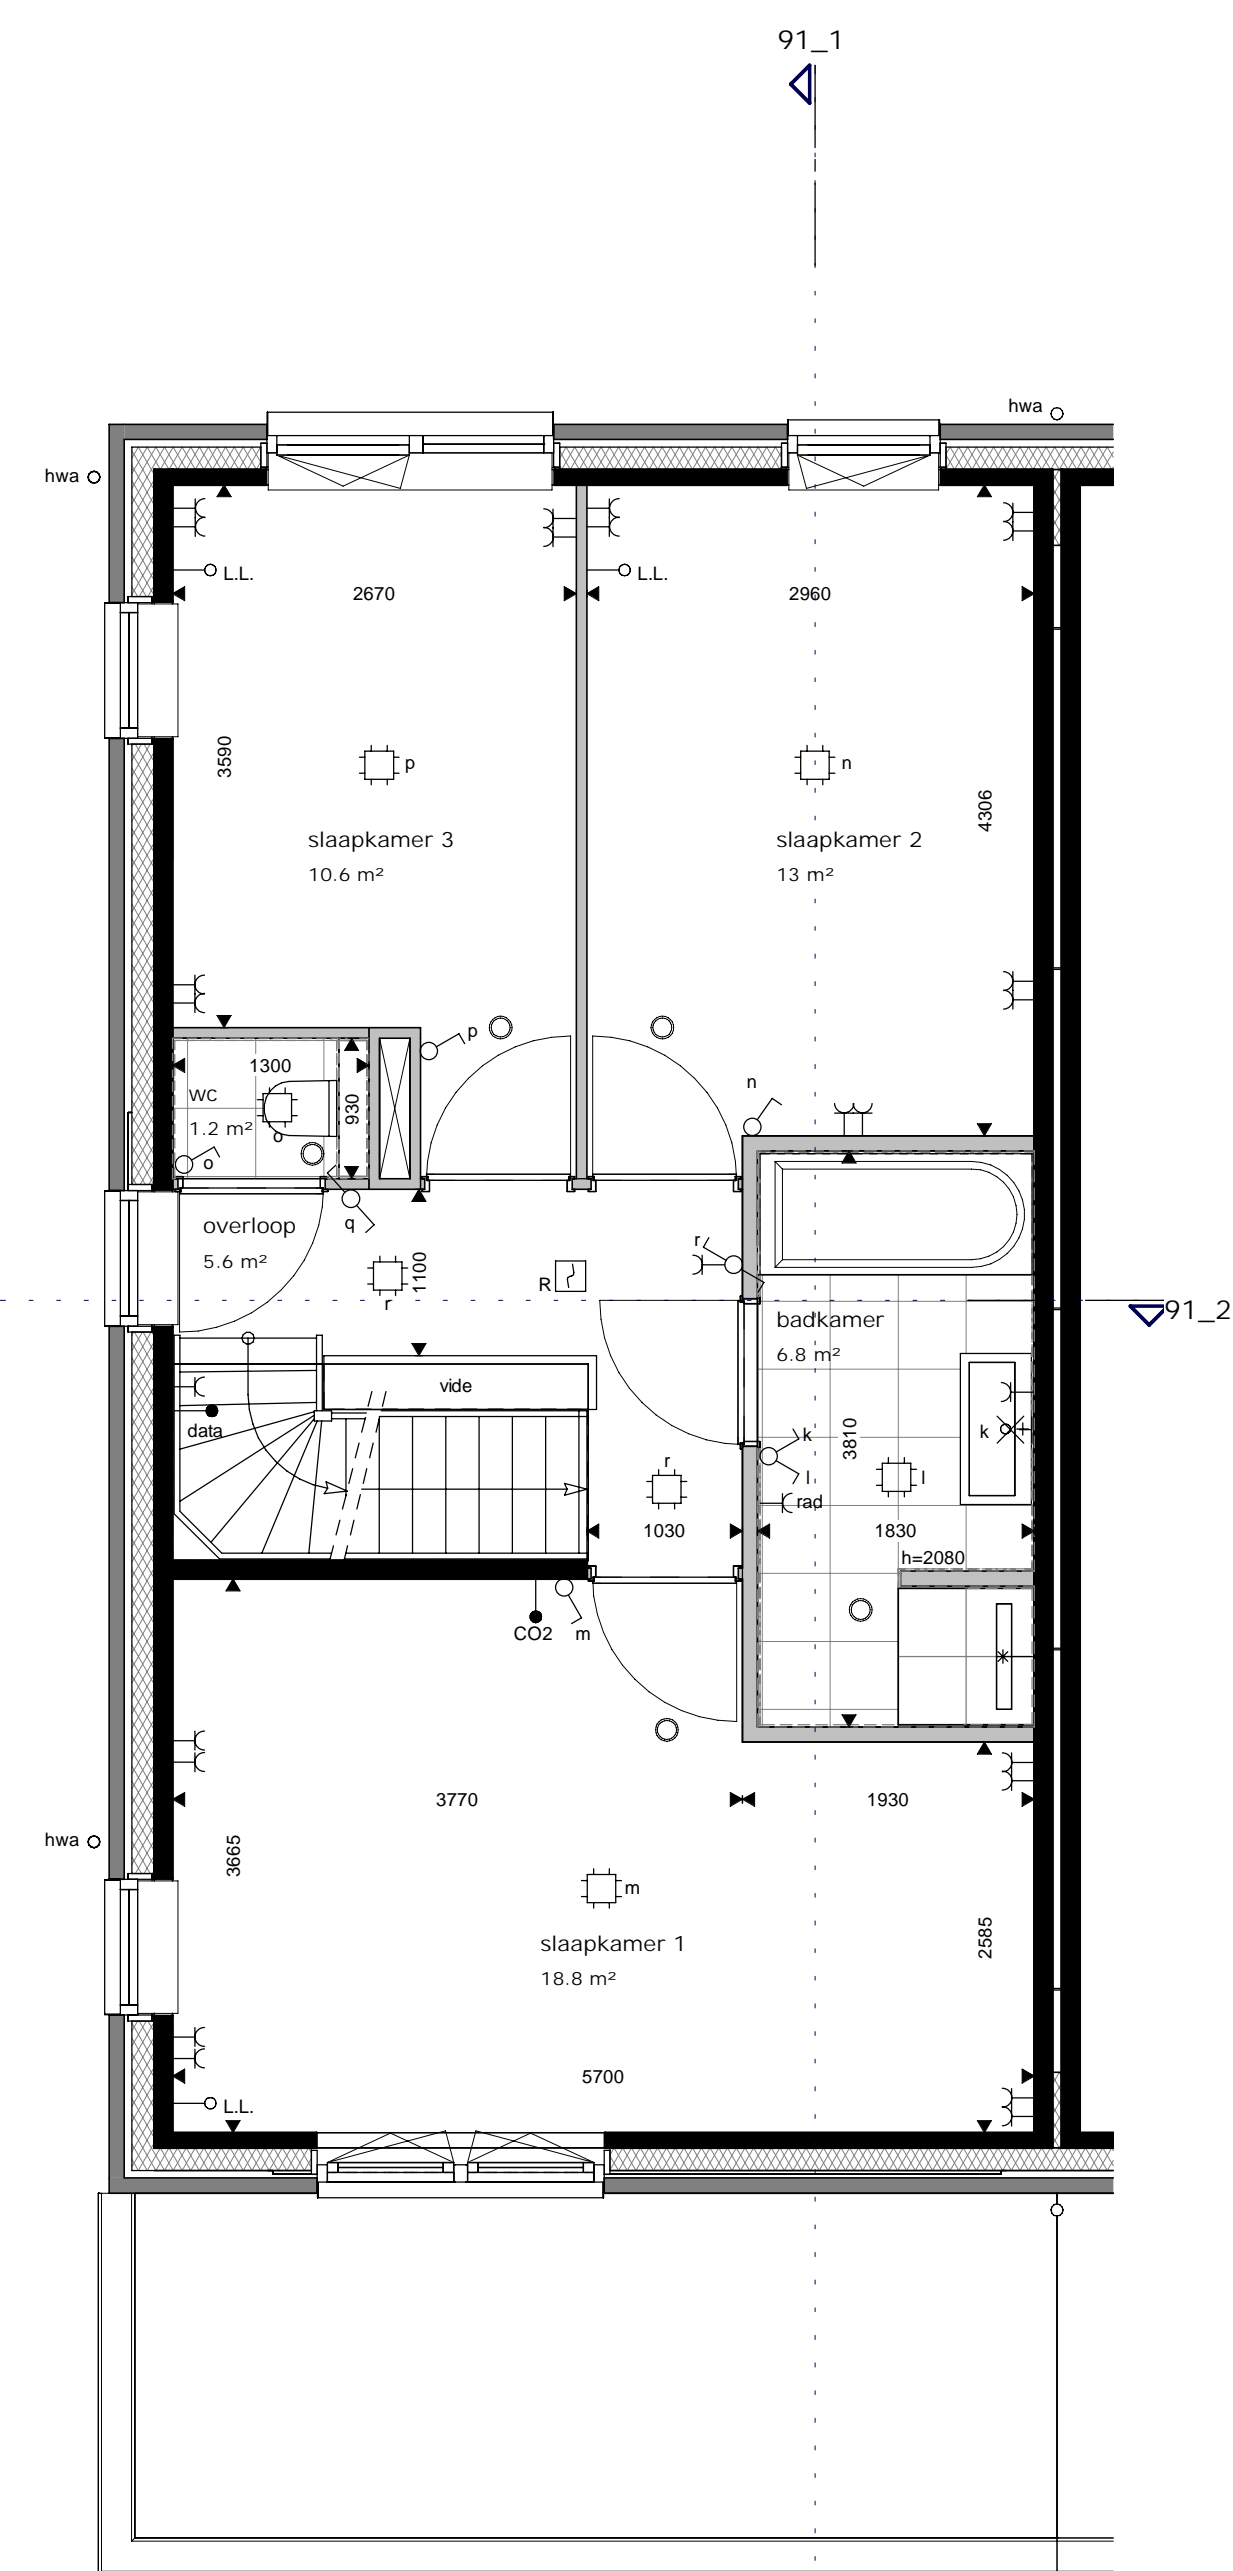 91_1
hwa
hwa
L.L.
L.L.
2670
2960
3590
p
n
4306
slaapkamer 3
10.6 m²
slaapkamer 2
13 m²
p
1300
n
wc
930
1.2 m²
o
o
q
overloop
5.6 m²
1100
r
r
R
91_2
badkamer
6.8 m²
vide
data
k
k
3810
r
l
l
rad
1030
1830
h=2080
CO2
m
3770
1930
3665
m
2585
hwa
slaapkamer 1
18.8 m²
5700
L.L.